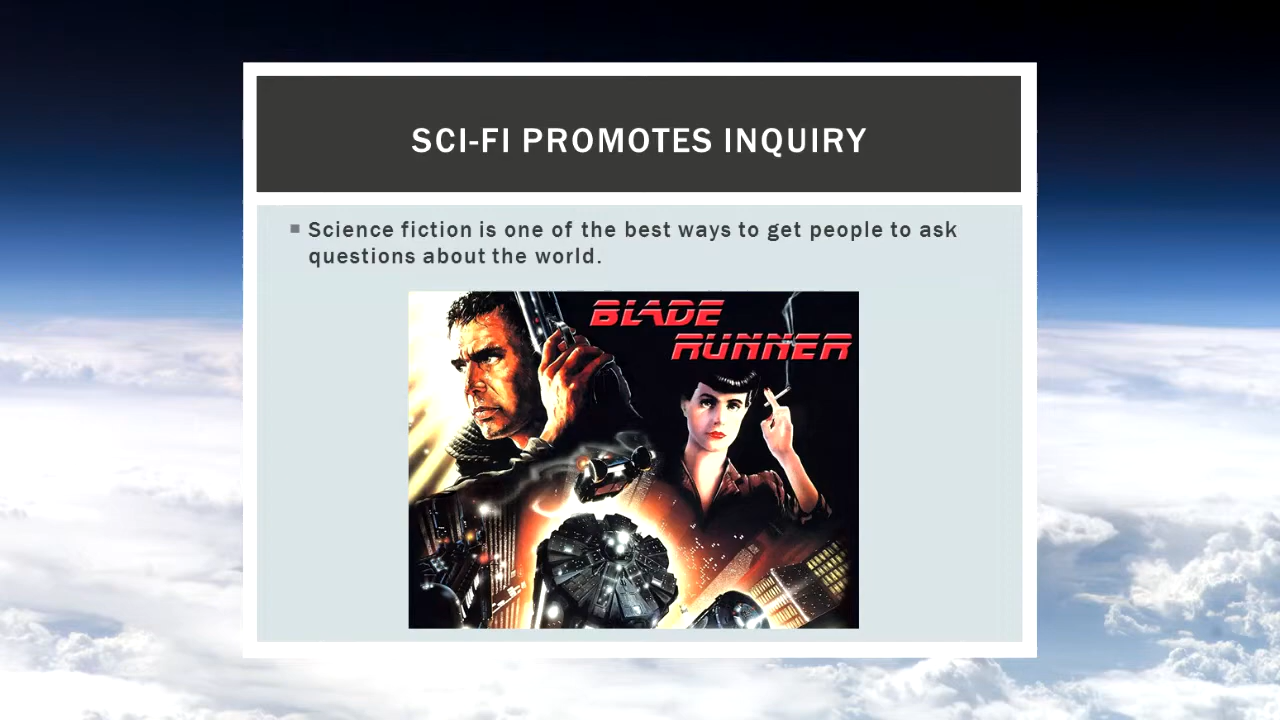 SCI-FI PROMOTES INQUIRY
Science fiction is one of the best ways to get people to ask
questions about the world.
BLADE
RUNNER